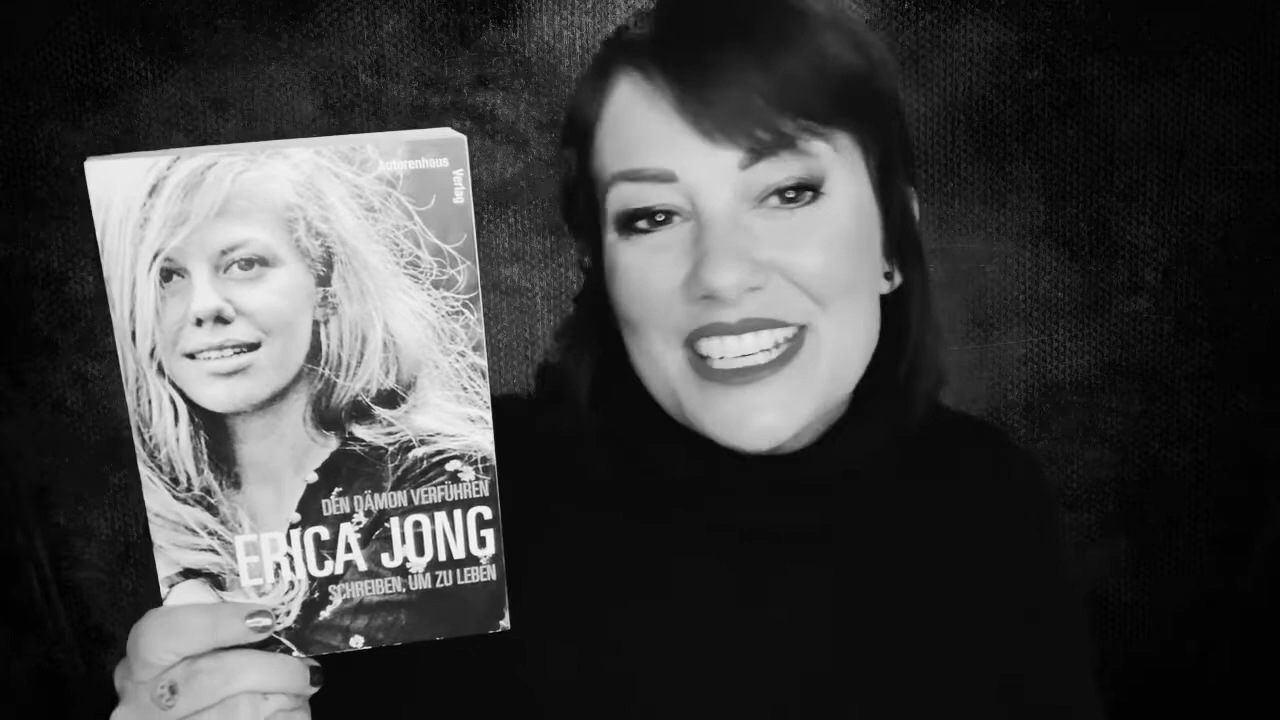 Autorenhaus
Verlag
DEN DÄMON VERFÜHREN
ERICA JONG
SCHREIBEN, UM ZU LEBEN